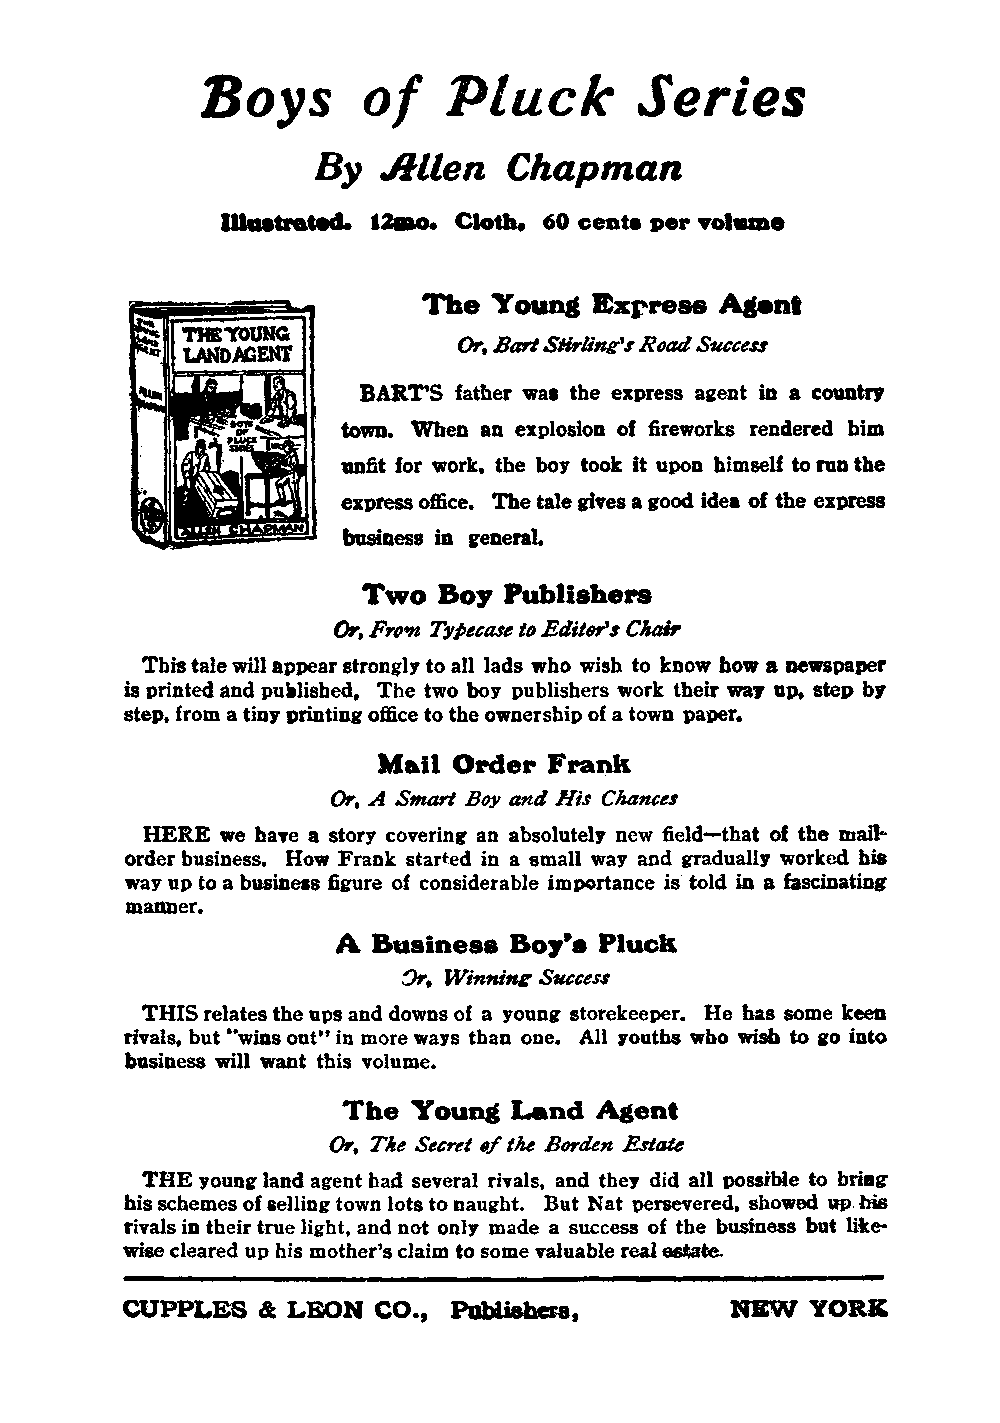 Boys of Pluck Series
By Allen Chapman
Illustrated. 12mo. Cloth. 60 cents per volume
THE YOUNG
LAND AGENT
BOYS
OF
PLUCK
SERIES
ALLEN CHAPMAN
ALLEN
CHAPMAN
The Young Express Agent
Or, Bart Stirling's Road Success
BART'S father was the express agent in a country
town. When an explosion of fireworks rendered him
unfit for work, the boy took it upon himself to run the
express office. The tale gives a good idea of the express
business in general.
Two Boy Publishers
Or, From Typecase to Editor's Chair
This tale will appear strongly to all lads who wish to know how a newspaper
is printed and published. The two boy publishers work their way up, step by
step, from a tiny printing office to the ownership of a town paper.
Mail Order Frank
Or, A Smart Boy and His Chances
HERE we have a story covering an absolutely new field—that of the mail-
order business. How Frank started in a small way and gradually worked his
way up to a business figure of considerable importance is told in a fascinating
manner.
A Business Boy's Pluck
Or, Winning Success
THIS relates the ups and downs of a young storekeeper. He has some keen
rivals, but "wins out" in more ways than one. All youths who wish to go into
business will want this volume.
The Young Land Agent
Or, The Secret of the Borden Estate
THE young land agent had several rivals, and they did all possible to bring
his schemes of selling town lots to naught. But Nat persevered, showed up his
rivals in their true light, and not only made a success of the business but like-
wise cleared up his mother's claim to some valuable real estate.
CUPPLES & LEON CO., Publishers, NEW YORK